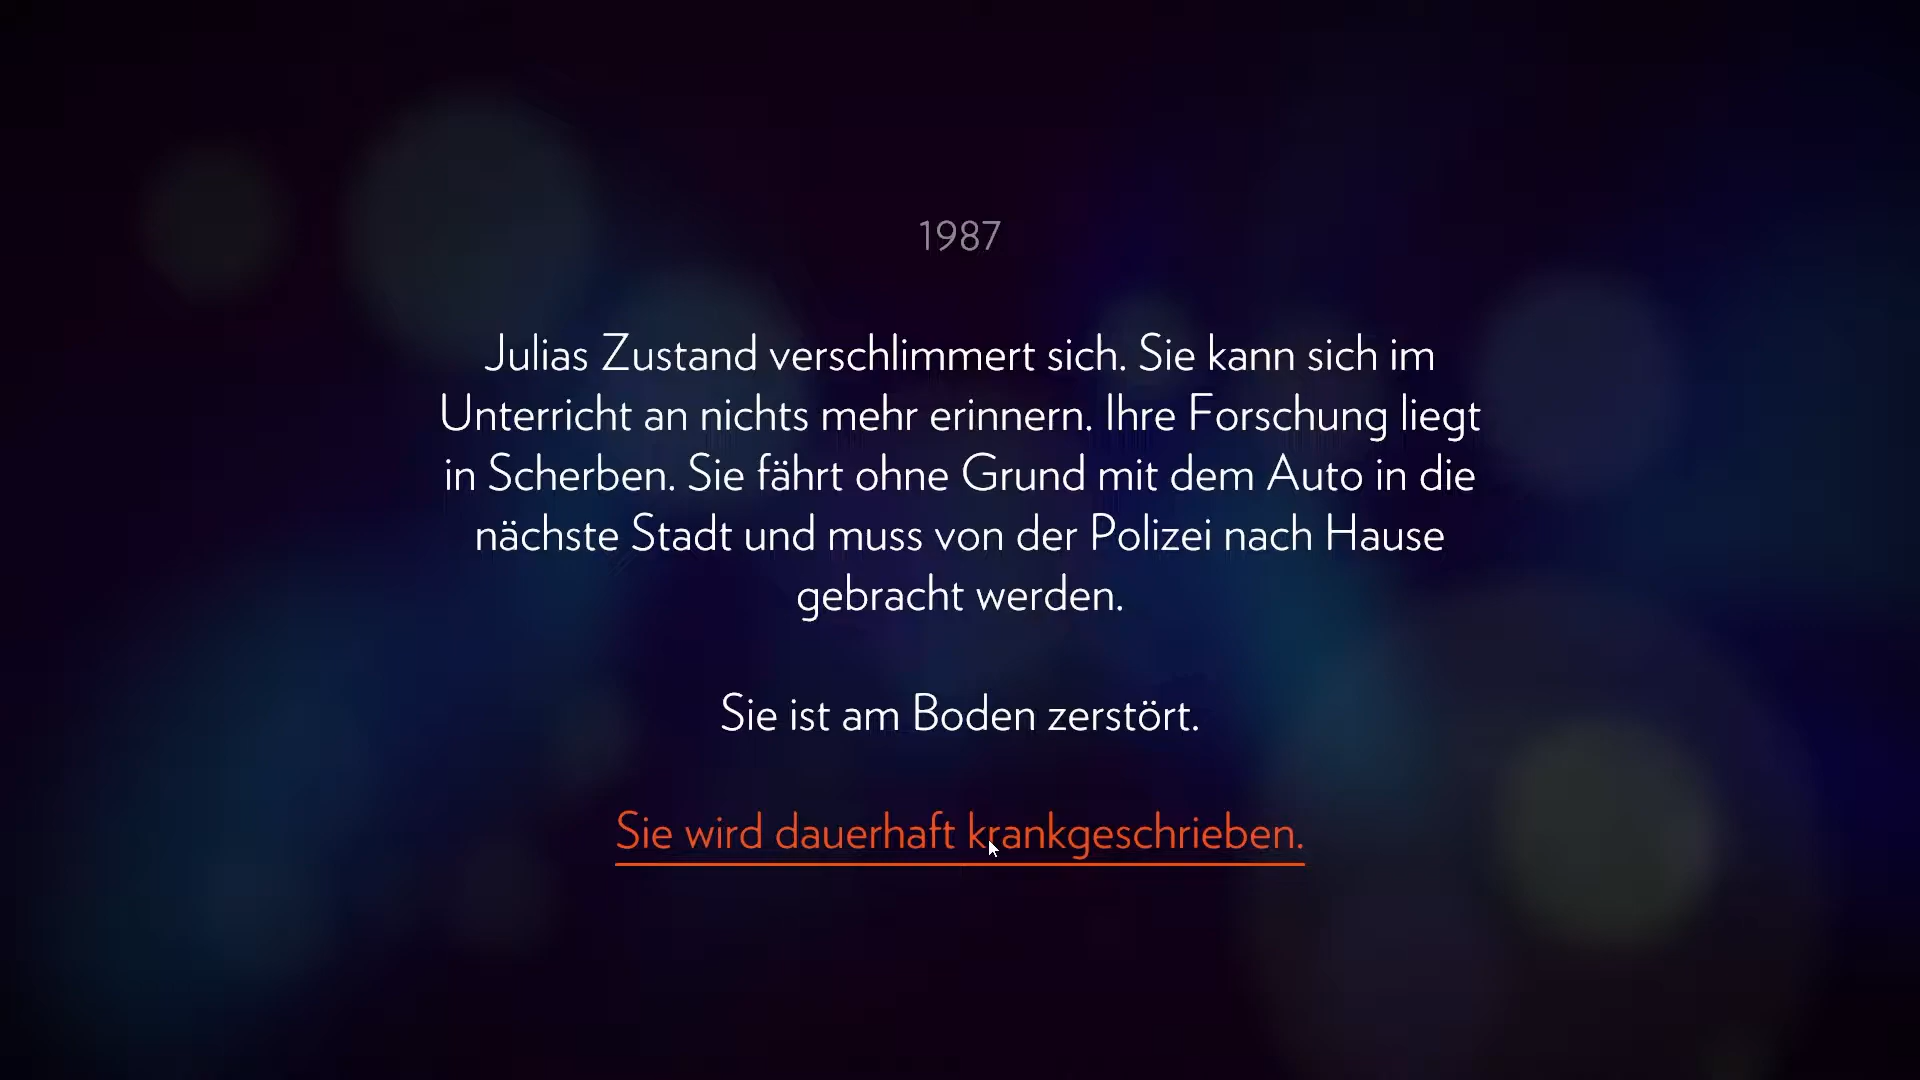 1987
Julias Zustand verschlimmert sich. Sie kann sich im
Unterricht an nichts mehr erinnern. Ihre Forschung liegt
in Scherben. Sie fährt ohne Grund mit dem Auto in die
nächste Stadt und muss von der Polizei nach Hause
gebracht werden.
Sie ist am Boden zerstört.
Sie wird dauerhaft krankgeschrieben.